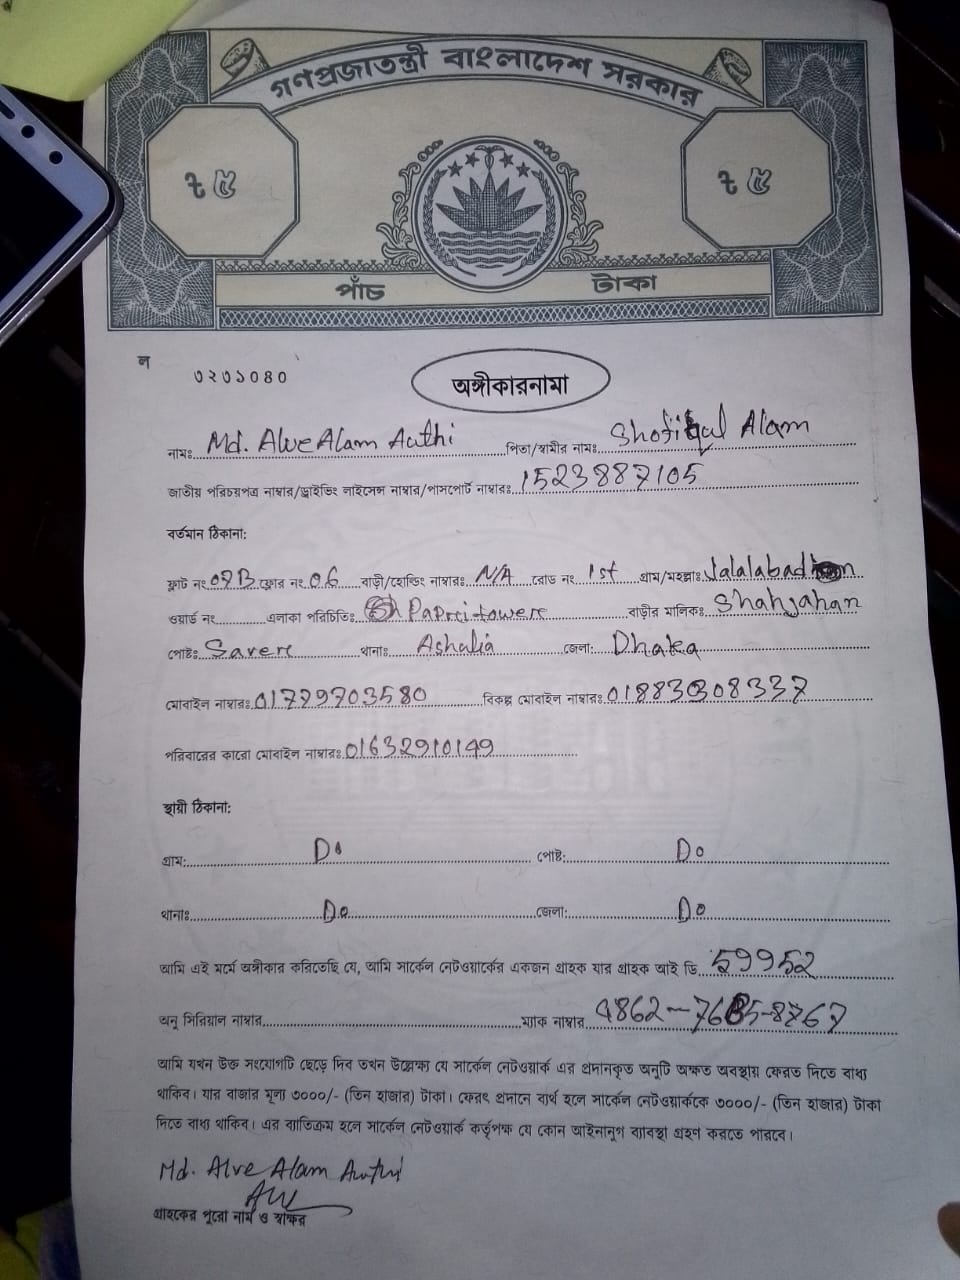 গণপ্রজাতন্ত্রী বাংলাদেশ সরকার
৳ ৫ ৳ ৫
পাঁচ টাকা
ল
৩২৩১০৪০
অঙ্গীকারনামা
নামঃ Md. Alve Alam Authi পিতা/স্বামীর নামঃ Shofiqul Alam
জাতীয় পরিচয়পত্র নাম্বার/ড্রাইভিং লাইসেন্স নাম্বার/পাসপোর্ট নাম্বারঃ 1523887105
বর্তমান ঠিকানা:
ফ্লাট নং 07B ফ্লোর নং 06 বাড়ী/হোল্ডিং নাম্বারঃ N/A রোড নং 1st গ্রাম/মহল্লাঃ Jalalabad
ওয়ার্ড নং এলাকা পরিচিতিঃ tower বাড়ীর মালিকঃ Shahjahan
পোষ্টঃ Saver থানাঃ Ashulia জেলা: Dhaka
মোবাইল নাম্বারঃ 01779703580 বিকল্প মোবাইল নাম্বারঃ 01883308337
পরিবারের কারো মোবাইল নাম্বারঃ 01632910149
স্থায়ী ঠিকানা:
গ্রাম: Do পোষ্ট: Do
থানাঃ Do জেলা: Do
আমি এই মর্মে অঙ্গীকার করিতেছি যে, আমি সার্কেল নেটওয়ার্কের একজন গ্রাহক যার গ্রাহক আই ডি 59952
অনু সিরিয়াল নাম্বার ম্যাক নাম্বার
আমি যখন উক্ত সংযোগটি ছেড়ে দিব তখন উল্লেক্ষ্য যে সার্কেল নেটওয়ার্ক এর প্রদানকৃত অনুটি অক্ষত অবস্থায় ফেরত দিতে বাধ্য
থাকিব। যার বাজার মূল্য ৩০০০/- (তিন হাজার) টাকা। ফেরৎ প্রদানে ব্যর্থ হলে সার্কেল নেটওয়ার্ককে ৩০০০/- (তিন হাজার) টাকা
দিতে বাধ্য থাকিব। এর ব্যতিক্রম হলে সার্কেল নেটওয়ার্ক কর্তৃপক্ষ যে কোন আইনানুগ ব্যবস্থা গ্রহণ করতে পারবে।
Md. Alve Alam Authi
গ্রাহকের পুরো নাম ও স্বাক্ষর